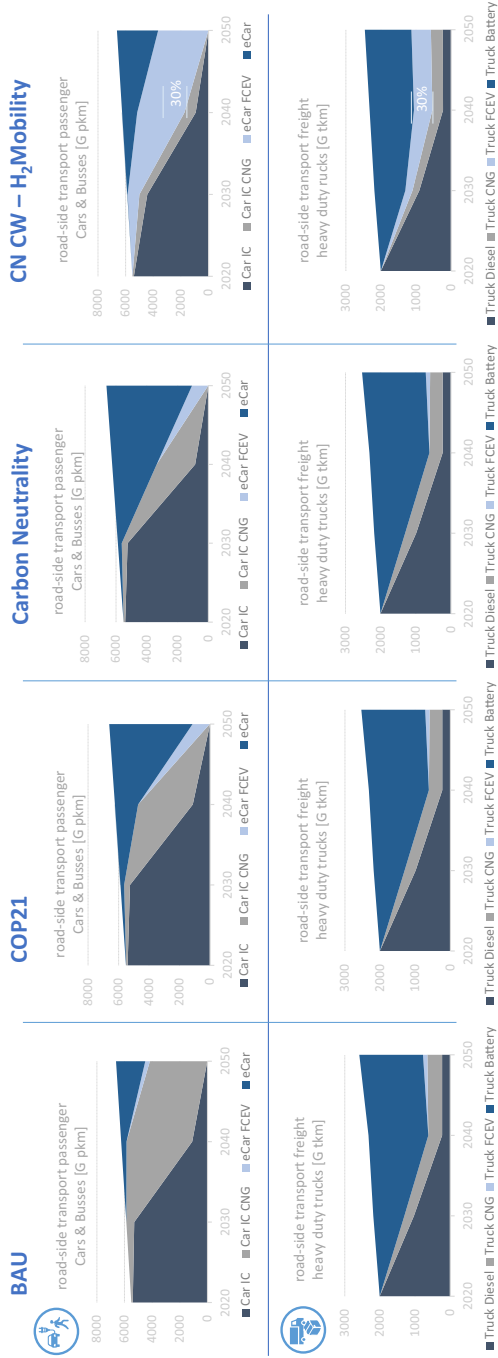 BAU
COP21
Carbon Neutrality
CN CW – H₂Mobility
road-side transport passenger
Cars & Busses [G pkm]
8000
6000
4000
2000
0
2020
2030
2040
2050
Car IC Car IC CNG eCar FCEV eCar
road-side transport passenger
Cars & Busses [G pkm]
8000
6000
4000
2000
0
2020
2030
2040
2050
Car IC Car IC CNG eCar FCEV eCar
road-side transport passenger
Cars & Busses [G pkm]
8000
6000
4000
2000
0
2020
2030
2040
2050
Car IC Car IC CNG eCar FCEV eCar
road-side transport passenger
Cars & Busses [G pkm]
8000
6000
4000
2000
0
30%
2020
2030
2040
2050
Car IC Car IC CNG eCar FCEV eCar
road-side transport freight
heavy duty trucks [G tkm]
3000
2000
1000
0
2020
2030
2040
2050
Truck Diesel Truck CNG Truck FCEV Truck Battery
road-side transport freight
heavy duty trucks [G tkm]
3000
2000
1000
0
2020
2030
2040
2050
Truck Diesel Truck CNG Truck FCEV Truck Battery
road-side transport freight
heavy duty trucks [G tkm]
3000
2000
1000
0
2020
2030
2040
2050
Truck Diesel Truck CNG Truck FCEV Truck Battery
road-side transport freight
heavy duty rucks [G tkm]
3000
2000
1000
0
30%
2020
2030
2040
2050
Truck Diesel Truck CNG Truck FCEV Truck Battery